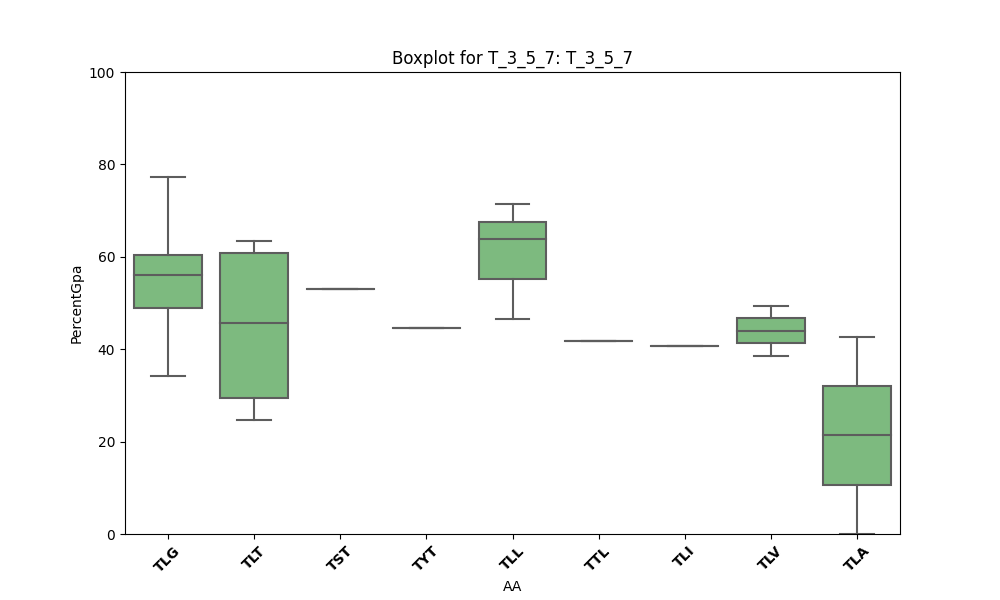 Boxplot for T_3_5_7: T_3_5_7
100
80
60
40
20
0
PercentGpa
TLG
TLT
TST
TYT
TLL
TTL
TLI
TLV
TLA
AA